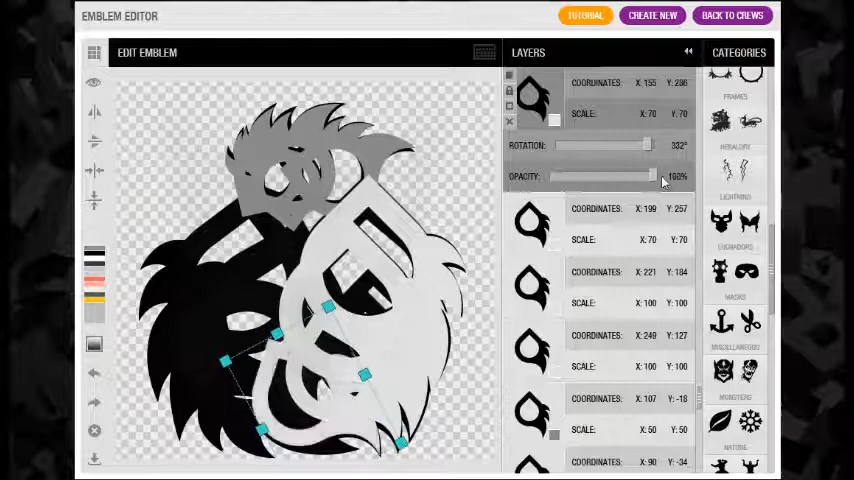 EMBLEM EDITOR
TUTORIAL
CREATE NEW
BACK TO CREWS
EDIT EMBLEM
LAYERS
CATEGORIES
COORDINATES: X: 155 Y: 286
SCALE: X: 70 Y: 70
ROTATION: 332°
OPACITY: 100%
COORDINATES: X: 199 Y: 257
SCALE: X: 70 Y: 70
COORDINATES: X: 221 Y: 184
SCALE: X: 100 Y: 100
COORDINATES: X: 249 Y: 127
SCALE: X: 100 Y: 100
COORDINATES: X: 107 Y: -18
SCALE: X: 50 Y: 50
COORDINATES: X: 90 Y: -34
FRAMES
HERALDRY
LIGHTNING
LUCHADORS
MASKS
MISCELLANEOUS
MONSTERS
NATURE